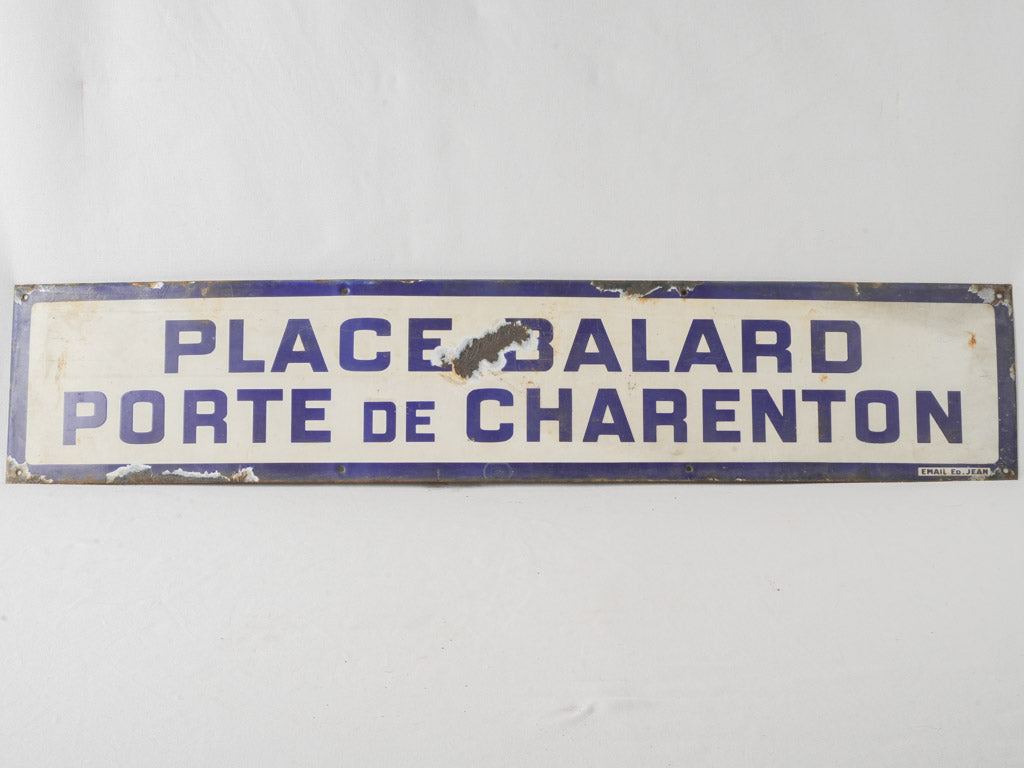 PLACE BALARD
PORTE DE CHARENTON
EMAIL ED. JEAN